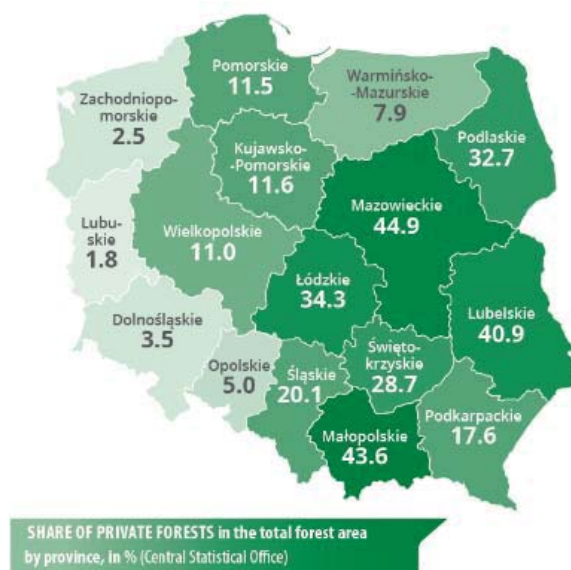 Pomorskie
11.5
Warmińsko-
-Mazurskie
7.9
Zachodniopo-
morskie
2.5
Podlaskie
32.7
Kujawsko-
-Pomorskie
11.6
Mazowieckie
44.9
Lubu-
skie
1.8
Wielkopolskie
11.0
Łódzkie
34.3
Lubelskie
40.9
Dolnośląskie
3.5
Opolskie
5.0
Śląskie
20.1
Święto-
krzyskie
28.7
Podkarpackie
17.6
Małopolskie
43.6
SHARE OF PRIVATE FORESTS in the total forest area
by province, in % (Central Statistical Office)